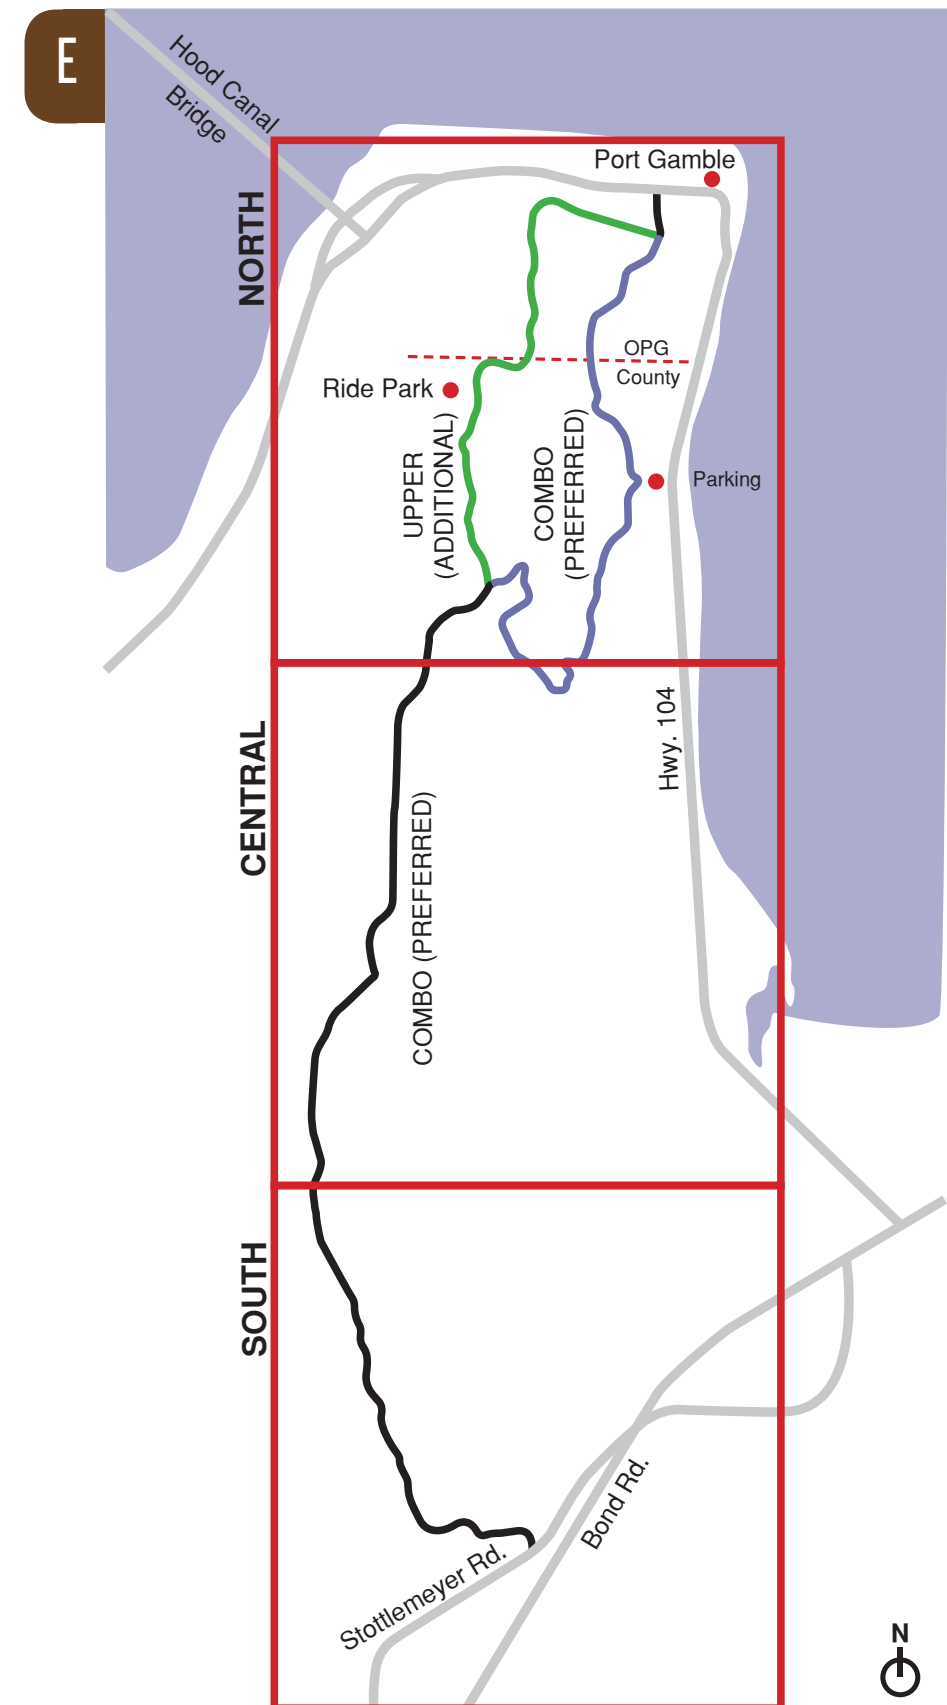 E
Hood Canal
Bridge
Port Gamble
NORTH
OPG
County
Ride Park
UPPER
(ADDITIONAL)
COMBO
(PREFERRED)
Parking
CENTRAL
Hwy. 104
COMBO (PREFERRED)
SOUTH
Bond Rd.
Stottlemeyer Rd.
N